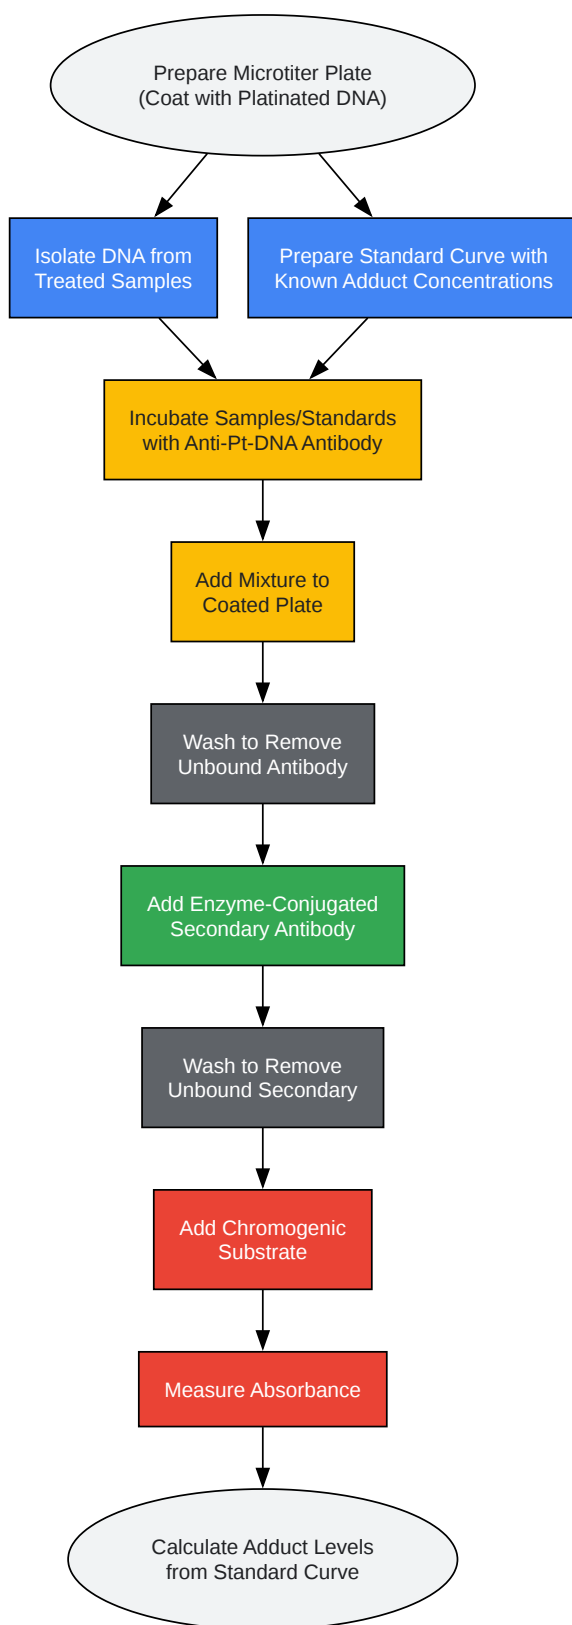 Prepare Microtiter Plate
(Coat with Platinated DNA)
Isolate DNA from
Treated Samples
Prepare Standard Curve with
Known Adduct Concentrations
Incubate Samples/Standards
with Anti-Pt-DNA Antibody
Add Mixture to
Coated Plate
Wash to Remove
Unbound Antibody
Add Enzyme-Conjugated
Secondary Antibody
Wash to Remove
Unbound Secondary
Add Chromogenic
Substrate
Measure Absorbance
Calculate Adduct Levels
from Standard Curve